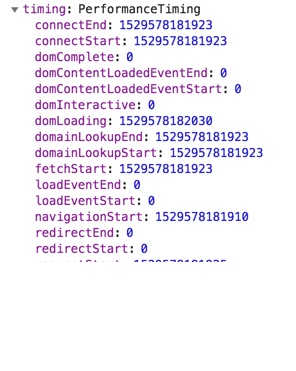 ▼ timing: PerformanceTiming
connectEnd: 1529578181923
connectStart: 1529578181923
domComplete: 0
domContentLoadedEventEnd: 0
domContentLoadedEventStart: 0
domInteractive: 0
domLoading: 1529578182030
domainLookupEnd: 1529578181923
domainLookupStart: 1529578181923
fetchStart: 1529578181923
loadEventEnd: 0
loadEventStart: 0
navigationStart: 1529578181910
redirectEnd: 0
redirectStart: 0